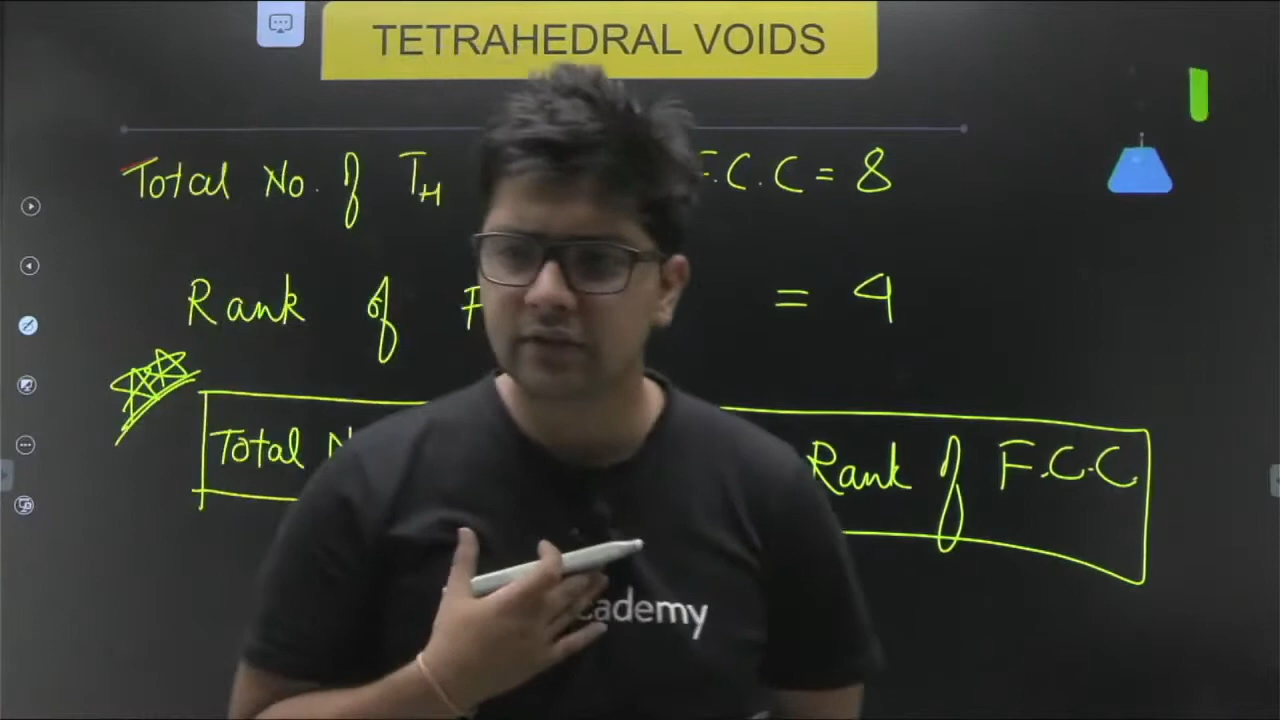 TETRAHEDRAL VOIDS
Total No. of TH F.C.C = 8
Rank of F = 4
Total N Rank of F.C.C.
cademy